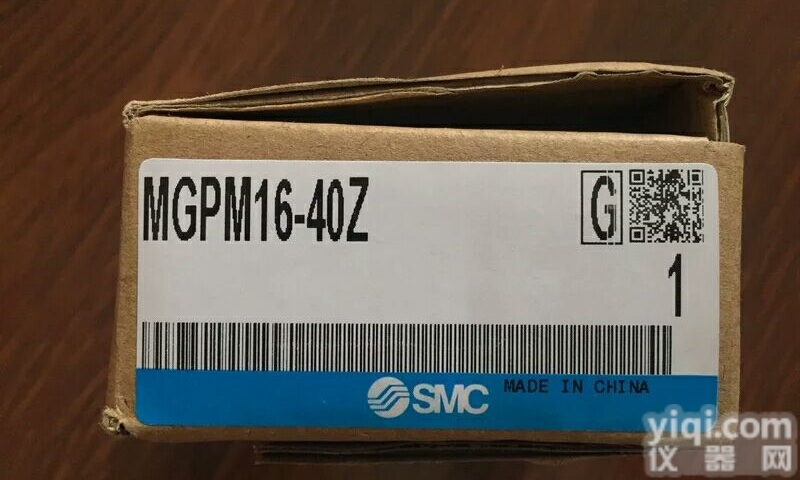 MGPM16-40Z
G
1
SMC
MADE IN CHINA
yiqi.com
仪器网